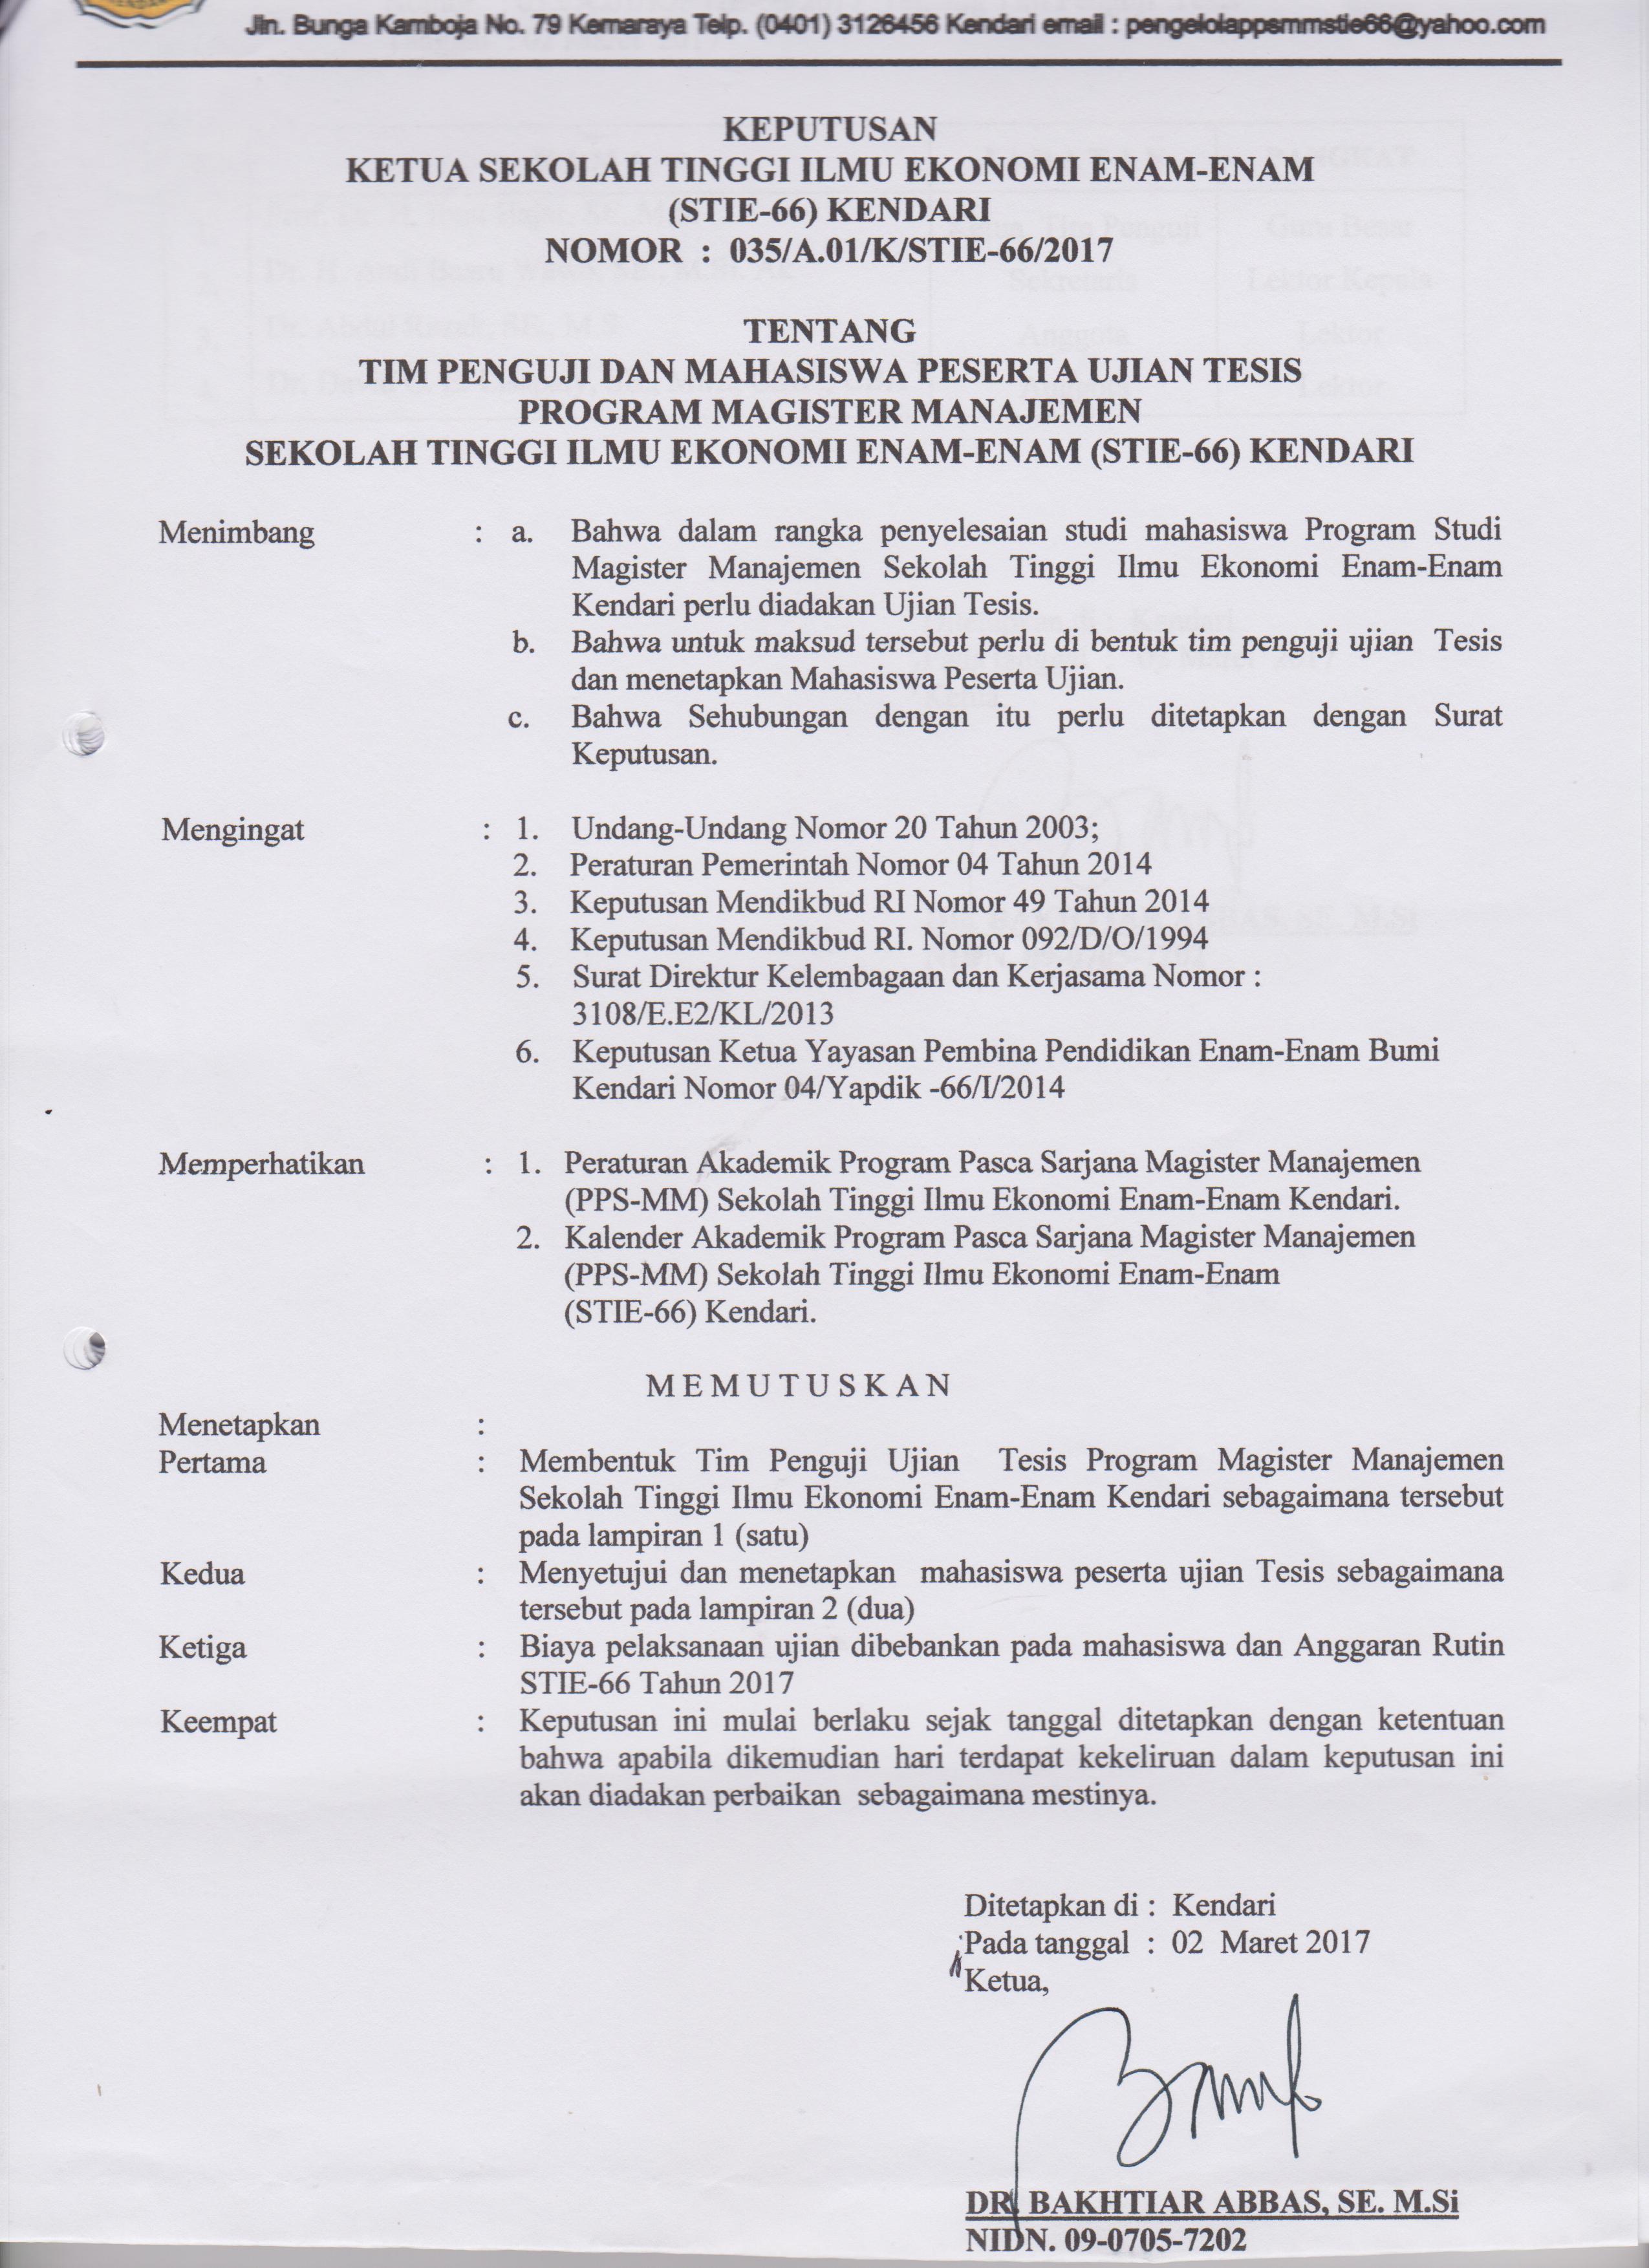 Jln. Bunga Kamboja No. 79 Kemaraya Telp. (0401) 3126456 Kendari email : pengelolappsmmstie66@yahoo.com
KEPUTUSAN
KETUA SEKOLAH TINGGI ILMU EKONOMI ENAM-ENAM
(STIE-66) KENDARI
NOMOR : 035/A.01/K/STIE-66/2017
TENTANG
TIM PENGUJI DAN MAHASISWA PESERTA UJIAN TESIS
PROGRAM MAGISTER MANAJEMEN
SEKOLAH TINGGI ILMU EKONOMI ENAM-ENAM (STIE-66) KENDARI
Menimbang : a. Bahwa dalam rangka penyelesaian studi mahasiswa Program Studi
Magister Manajemen Sekolah Tinggi Ilmu Ekonomi Enam-Enam
Kendari perlu diadakan Ujian Tesis.
b. Bahwa untuk maksud tersebut perlu di bentuk tim penguji ujian Tesis
dan menetapkan Mahasiswa Peserta Ujian.
c. Bahwa Sehubungan dengan itu perlu ditetapkan dengan Surat
Keputusan.
Mengingat : 1. Undang-Undang Nomor 20 Tahun 2003;
2. Peraturan Pemerintah Nomor 04 Tahun 2014
3. Keputusan Mendikbud RI Nomor 49 Tahun 2014
4. Keputusan Mendikbud RI. Nomor 092/D/O/1994
5. Surat Direktur Kelembagaan dan Kerjasama Nomor :
3108/E.E2/KL/2013
6. Keputusan Ketua Yayasan Pembina Pendidikan Enam-Enam Bumi
Kendari Nomor 04/Yapdik -66/I/2014
Memperhatikan : 1. Peraturan Akademik Program Pasca Sarjana Magister Manajemen
(PPS-MM) Sekolah Tinggi Ilmu Ekonomi Enam-Enam Kendari.
2. Kalender Akademik Program Pasca Sarjana Magister Manajemen
(PPS-MM) Sekolah Tinggi Ilmu Ekonomi Enam-Enam
(STIE-66) Kendari.
M E M U T U S K A N
Menetapkan :
Pertama : Membentuk Tim Penguji Ujian Tesis Program Magister Manajemen
Sekolah Tinggi Ilmu Ekonomi Enam-Enam Kendari sebagaimana tersebut
pada lampiran 1 (satu)
Kedua : Menyetujui dan menetapkan mahasiswa peserta ujian Tesis sebagaimana
tersebut pada lampiran 2 (dua)
Ketiga : Biaya pelaksanaan ujian dibebankan pada mahasiswa dan Anggaran Rutin
STIE-66 Tahun 2017
Keempat : Keputusan ini mulai berlaku sejak tanggal ditetapkan dengan ketentuan
bahwa apabila dikemudian hari terdapat kekeliruan dalam keputusan ini
akan diadakan perbaikan sebagaimana mestinya.
Ditetapkan di : Kendari
Pada tanggal : 02 Maret 2017
Ketua,
DR. BAKHTIAR ABBAS, SE. M.Si
NIDN. 09-0705-7202